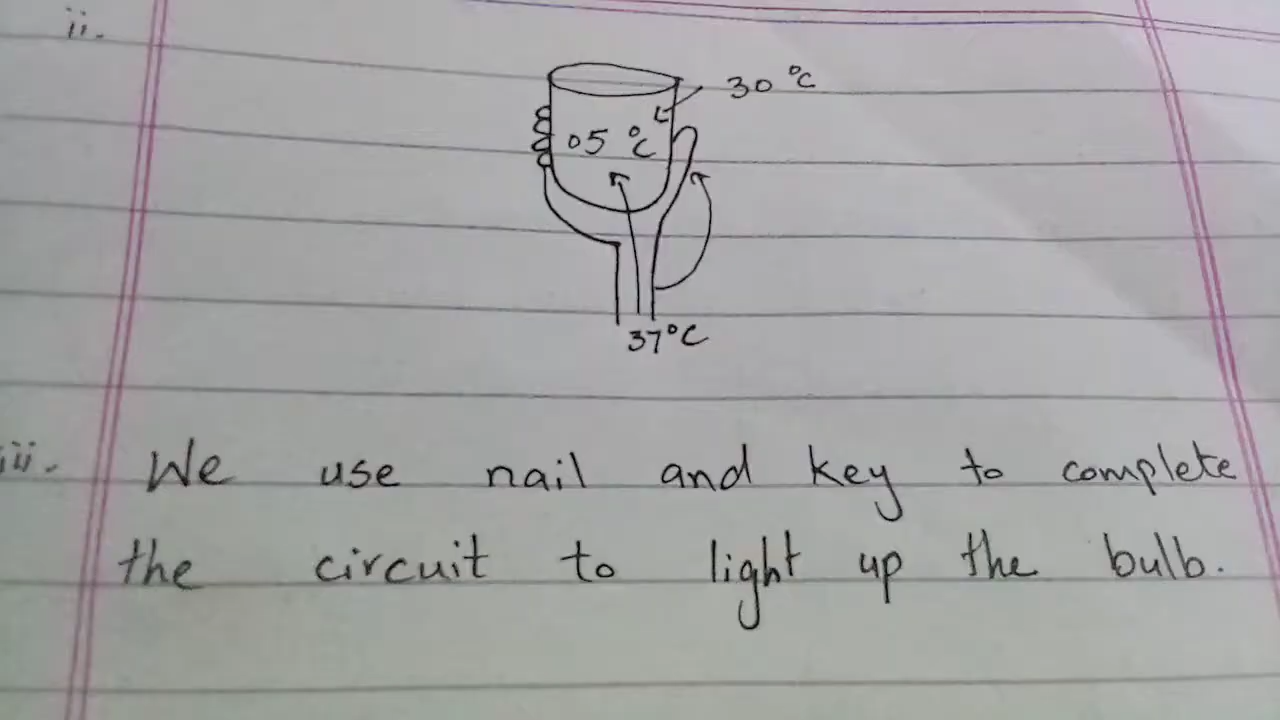 ii.
30 °C
05 °C
37°C
iii. We use nail and key to complete
the circuit to light up the bulb.